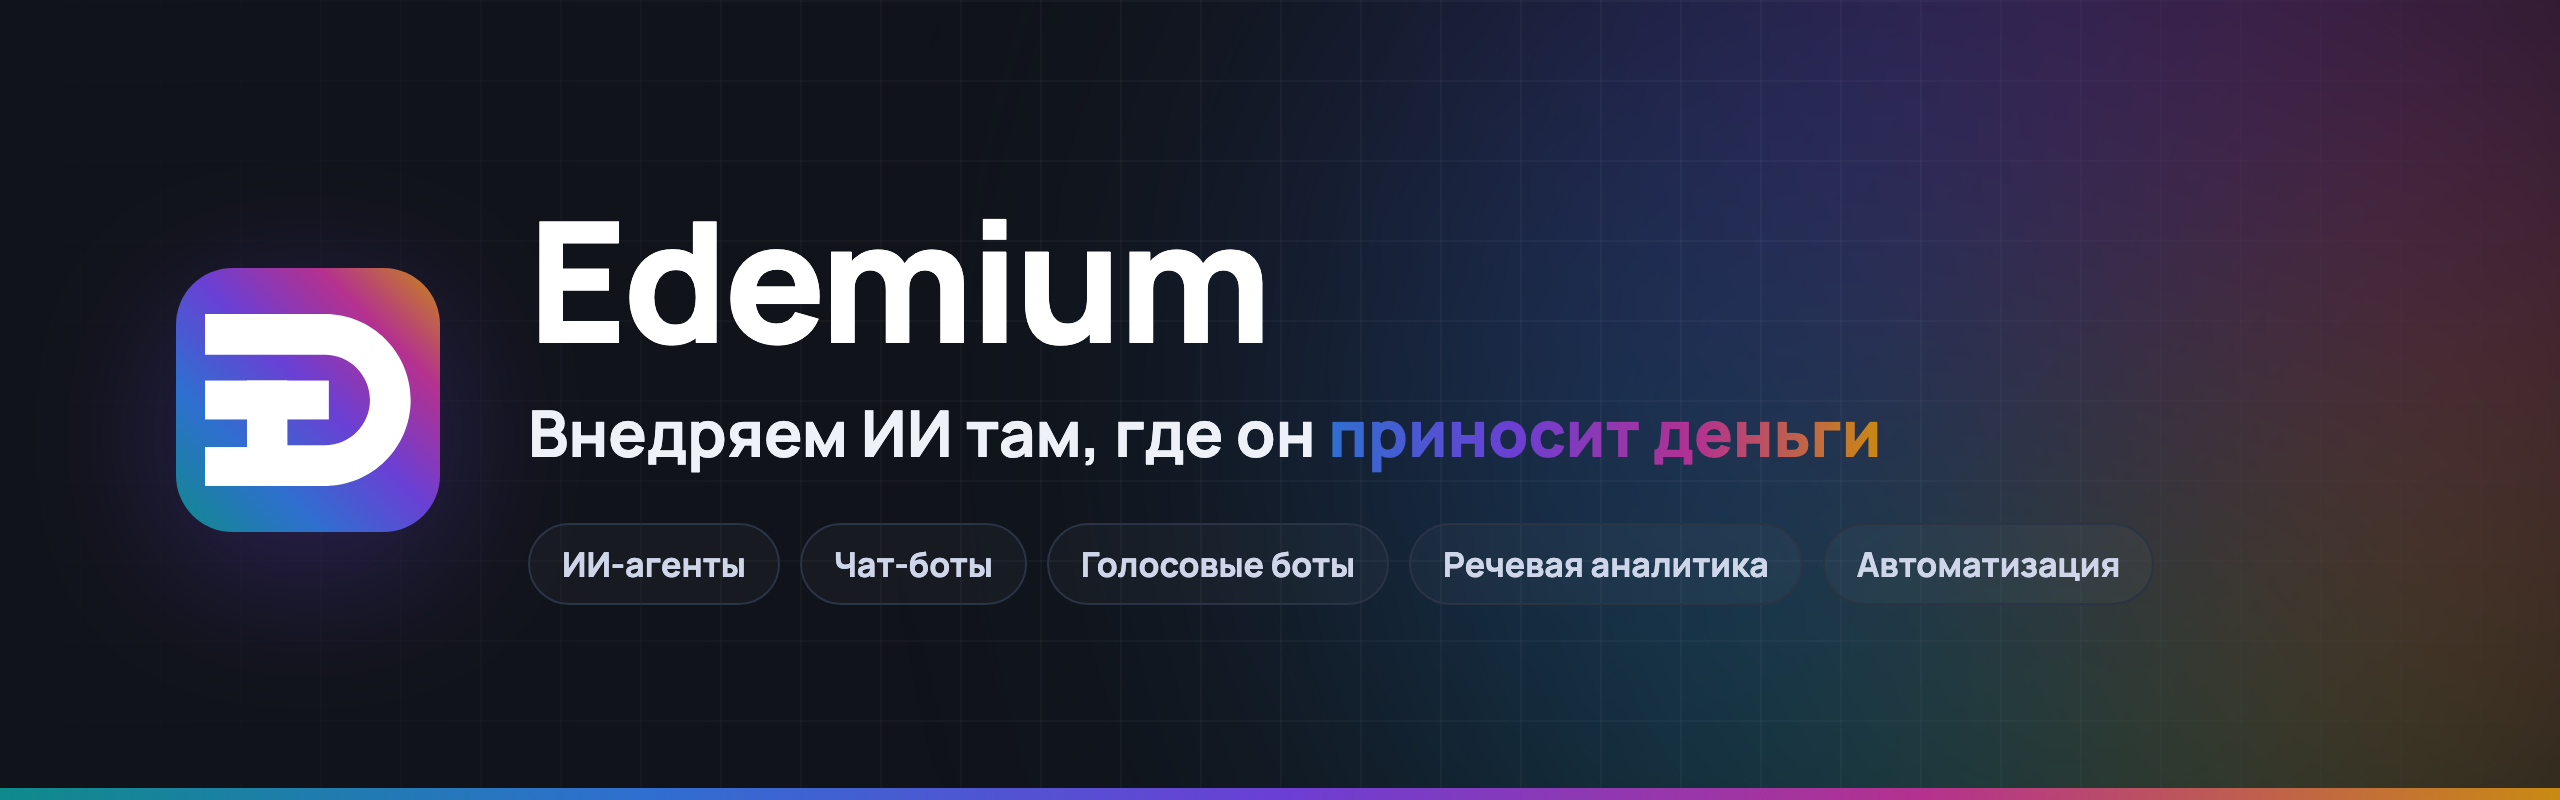 Edemium
Внедряем ИИ там, где он приносит деньги
ИИ-агенты
Чат-боты
Голосовые боты
Речевая аналитика
Автоматизация